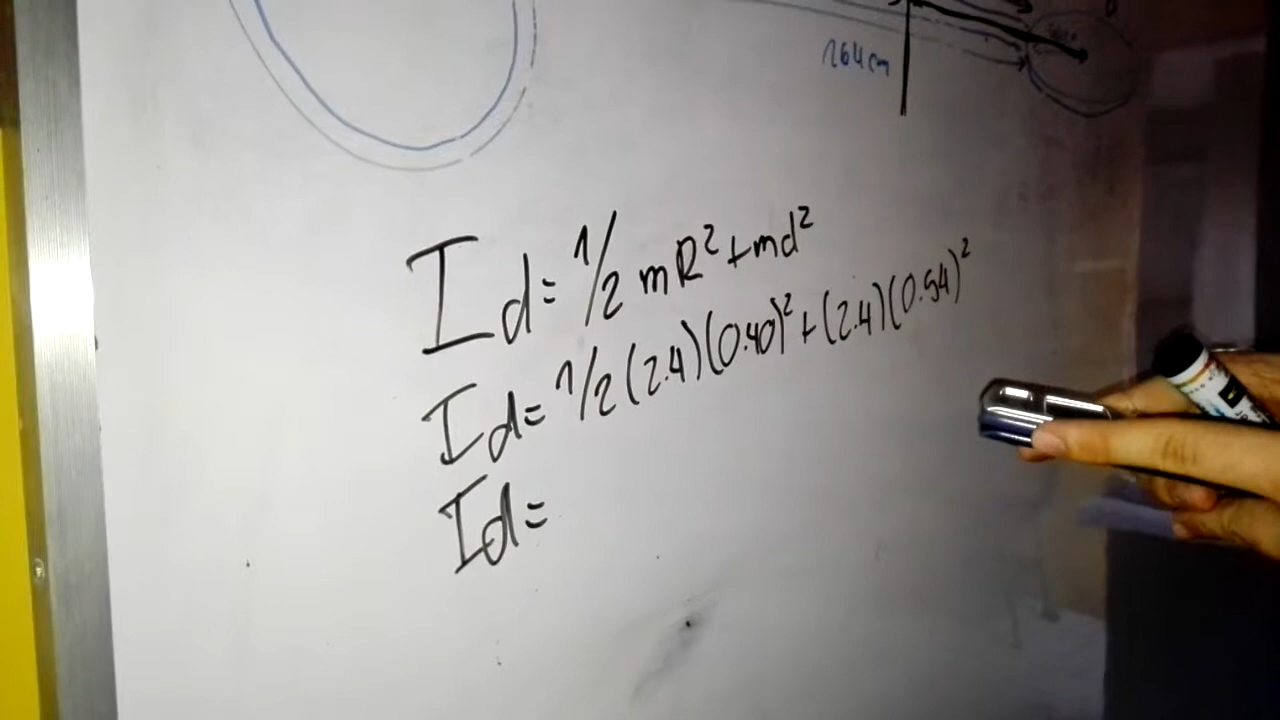 264cm
Id= 1/2 mR²+md²
Id= 1/2 (2.4)(0.40)²+(2.4)(0.54)²
Id=